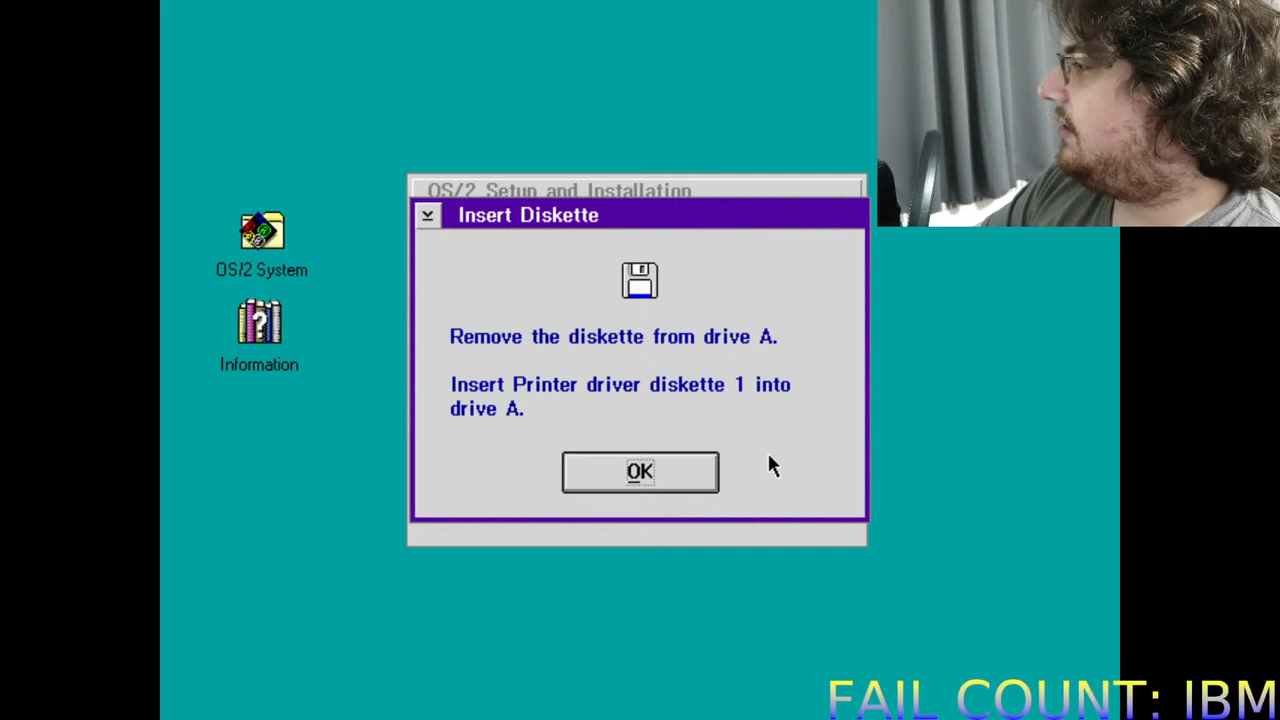 OS/2 Setup and Installation
Insert Diskette
OS/2 System
Remove the diskette from drive A.
Information
Insert Printer driver diskette 1 into
drive A.
OK
FAIL COUNT: IBM